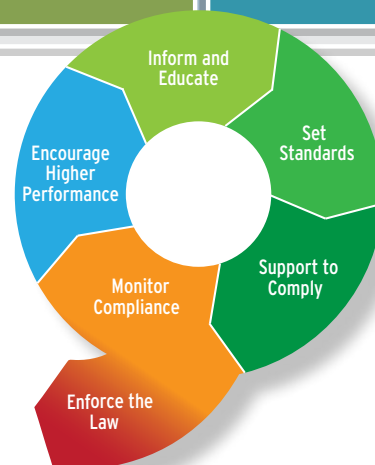 Inform and
Educate
Set
Standards
Support to
Comply
Monitor
Compliance
Enforce the
Law
Encourage
Higher
Performance